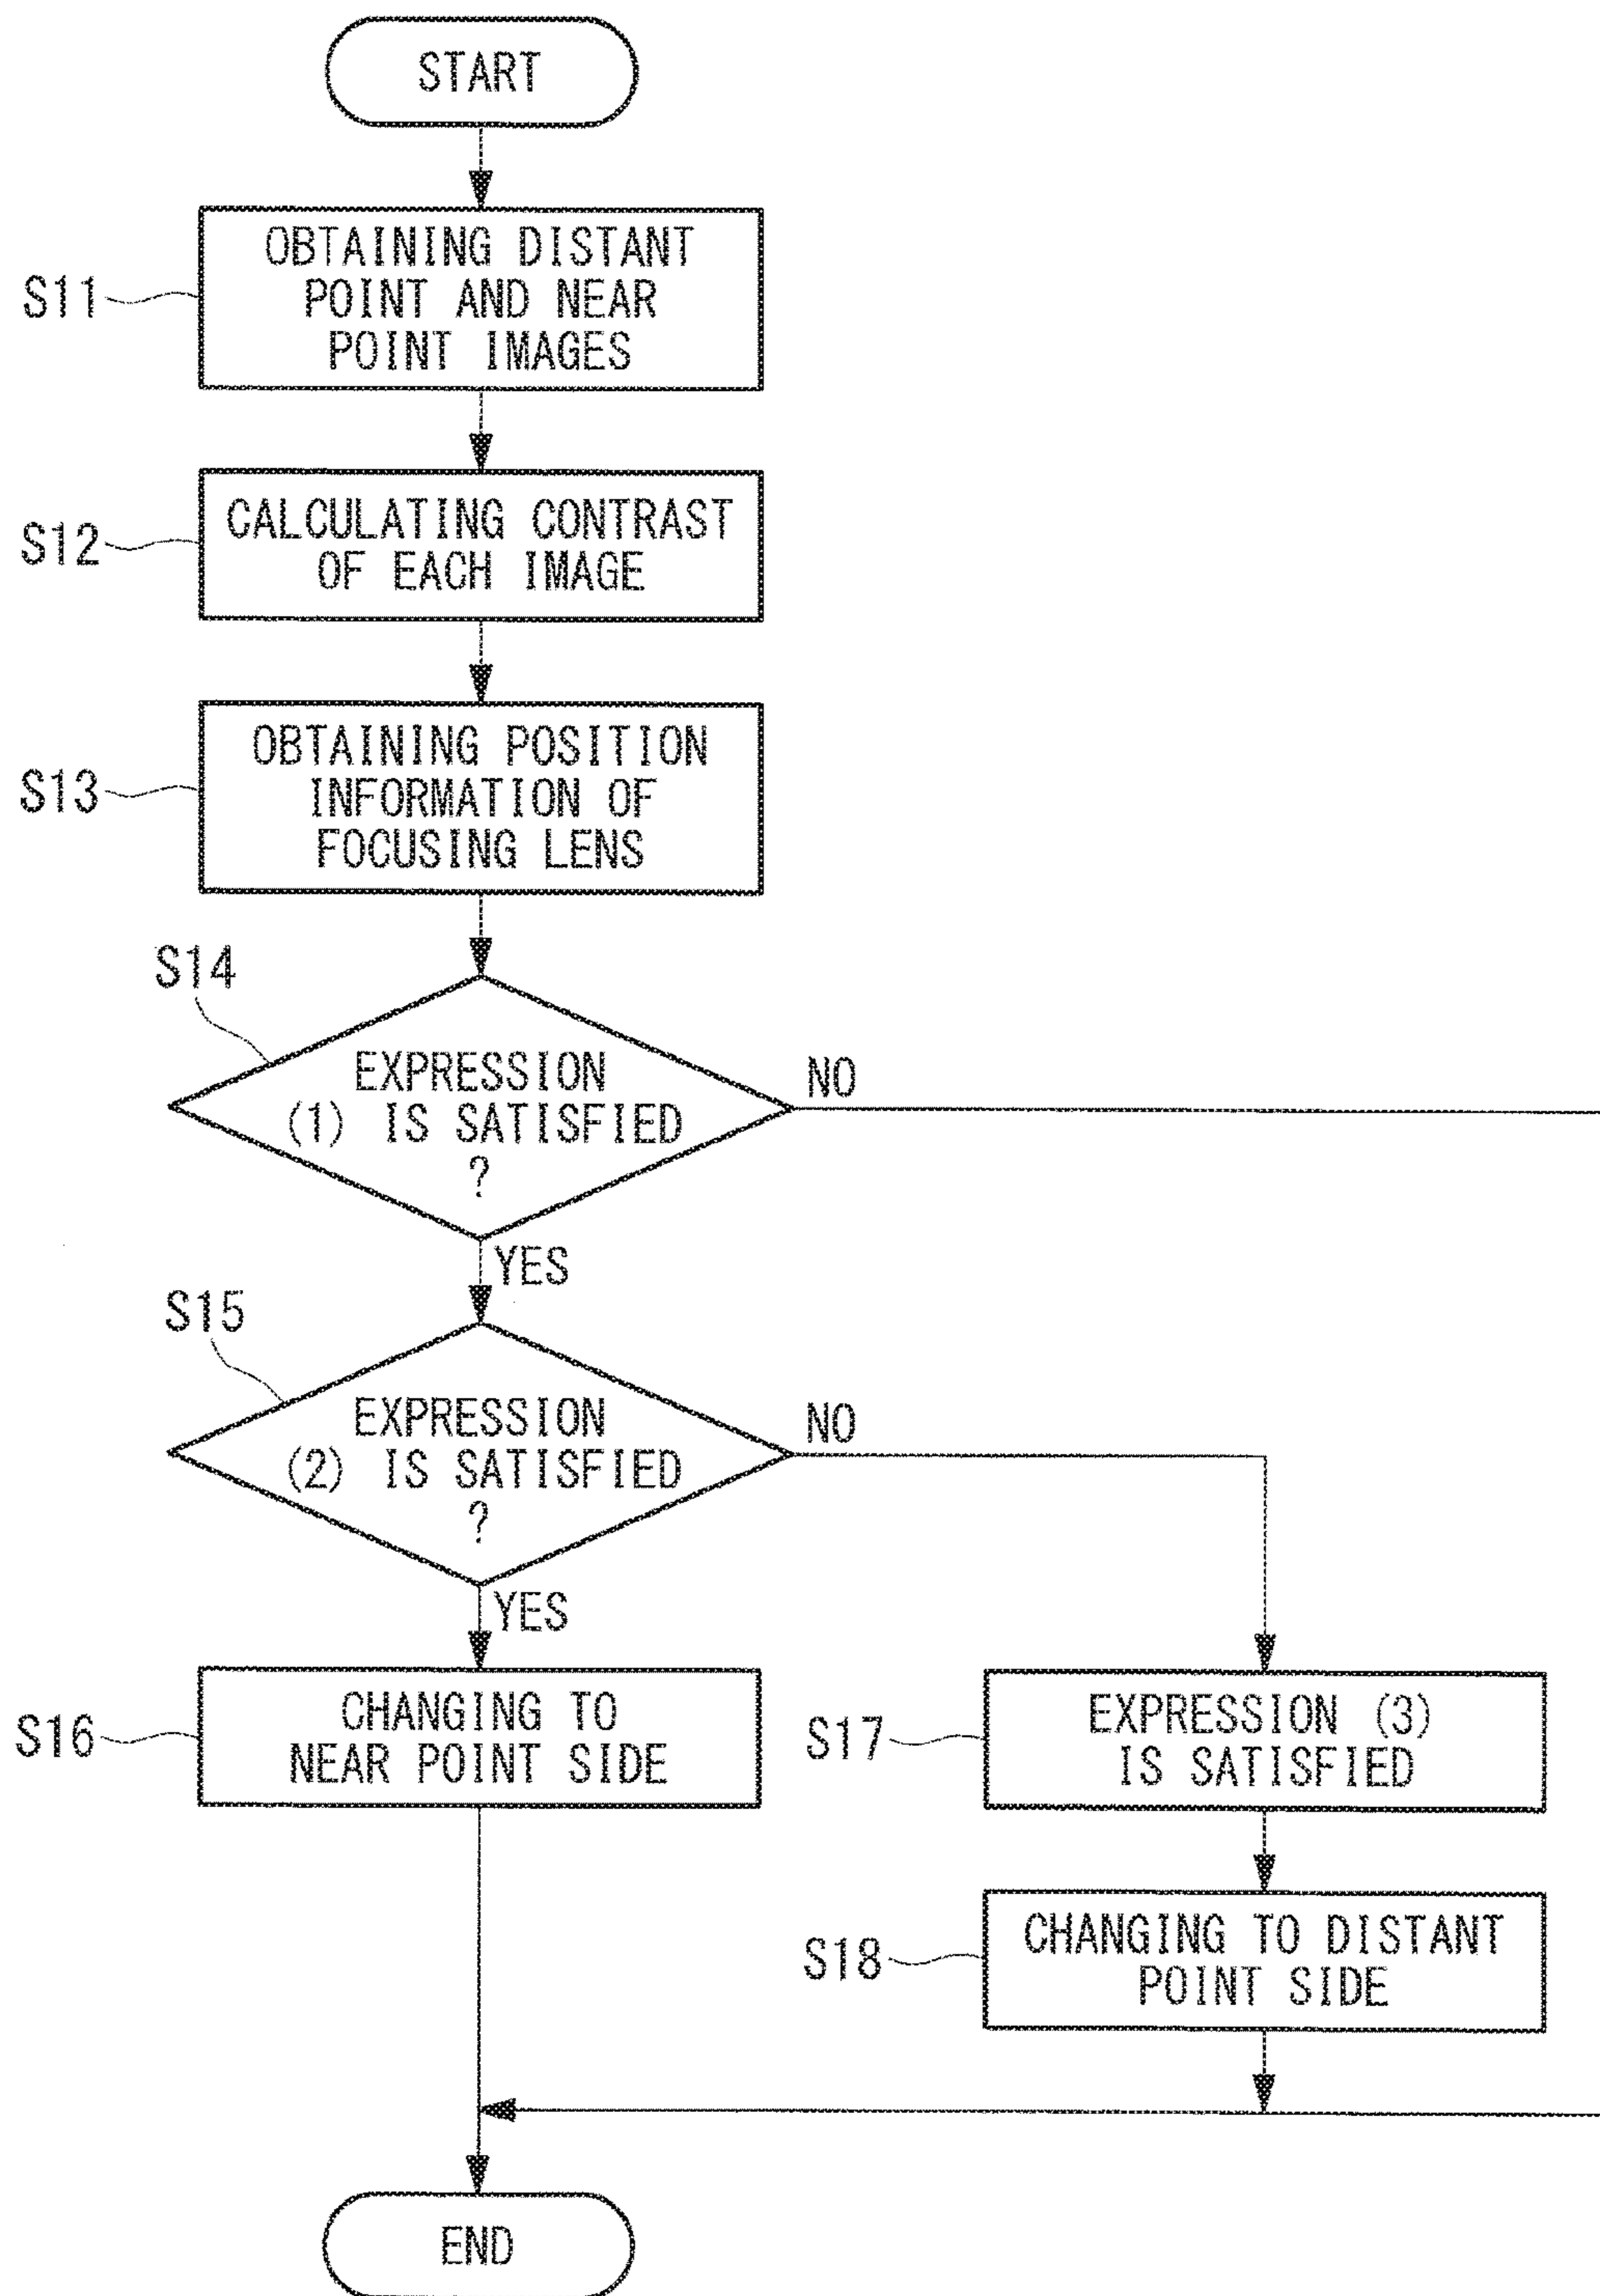 START
S11
OBTAINING DISTANT
POINT AND NEAR
POINT IMAGES
S12
CALCULATING CONTRAST
OF EACH IMAGE
S13
OBTAINING POSITION
INFORMATION OF
FOCUSING LENS
S14
EXPRESSION
(1) IS SATISFIED
?
NO
YES
S15
EXPRESSION
(2) IS SATISFIED
?
NO
YES
S16
CHANGING TO
NEAR POINT SIDE
S17
EXPRESSION (3)
IS SATISFIED
S18
CHANGING TO DISTANT
POINT SIDE
END